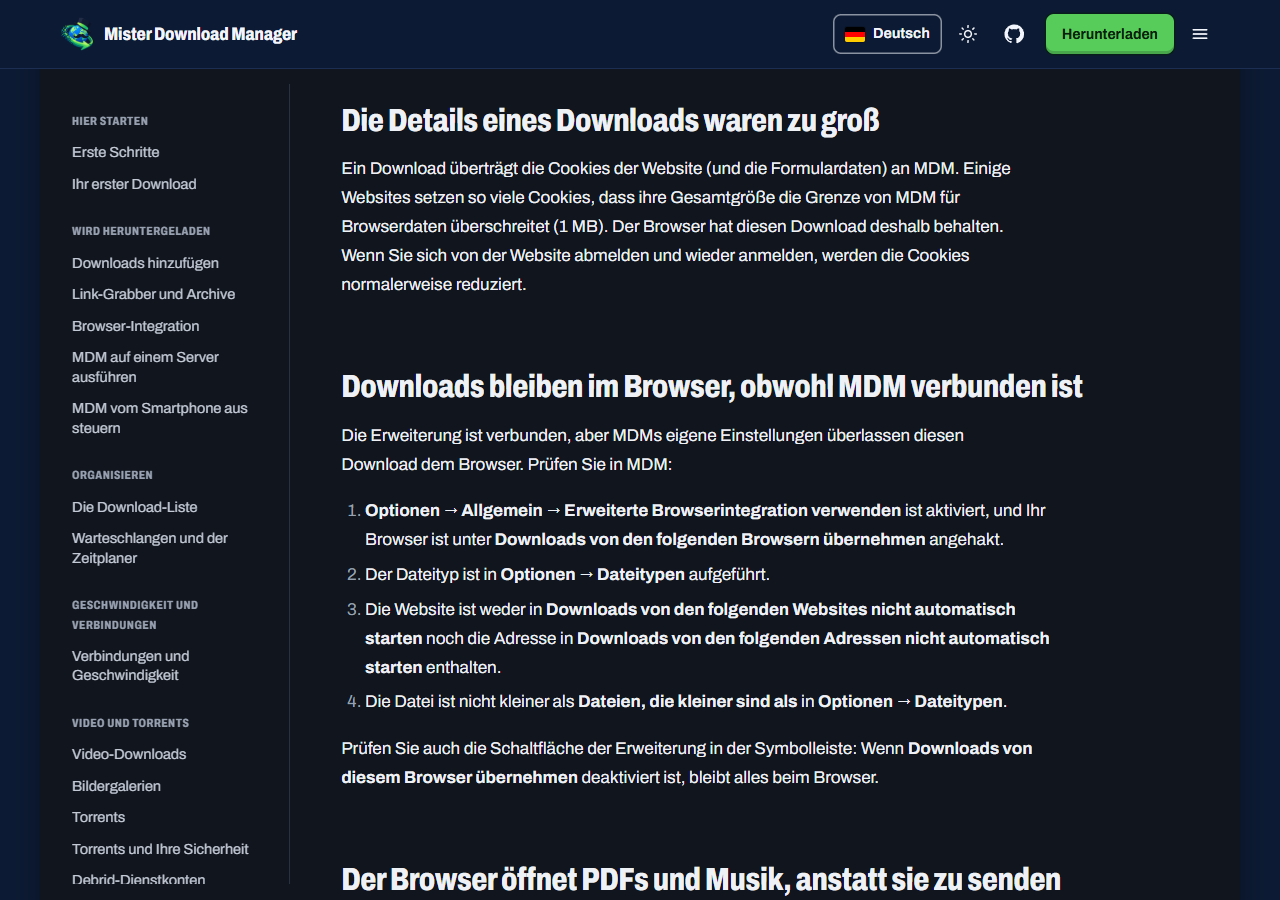 Mister Download Manager
Deutsch
Herunterladen
HIER STARTEN
Erste Schritte
Ihr erster Download
WIRD HERUNTERGELADEN
Downloads hinzufügen
Link-Grabber und Archive
Browser-Integration
MDM auf einem Server
ausführen
MDM vom Smartphone aus
steuern
ORGANISIEREN
Die Download-Liste
Warteschlangen und der
Zeitplaner
GESCHWINDIGKEIT UND
VERBINDUNGEN
Verbindungen und
Geschwindigkeit
VIDEO UND TORRENTS
Video-Downloads
Bildergalerien
Torrents
Torrents und Ihre Sicherheit
Debrid-Dienstkonten
Die Details eines Downloads waren zu groß
Ein Download überträgt die Cookies der Website (und die Formulardaten) an MDM. Einige
Websites setzen so viele Cookies, dass ihre Gesamtgröße die Grenze von MDM für
Browserdaten überschreitet (1 MB). Der Browser hat diesen Download deshalb behalten.
Wenn Sie sich von der Website abmelden und wieder anmelden, werden die Cookies
normalerweise reduziert.
Downloads bleiben im Browser, obwohl MDM verbunden ist
Die Erweiterung ist verbunden, aber MDMs eigene Einstellungen überlassen diesen
Download dem Browser. Prüfen Sie in MDM:
1. Optionen → Allgemein → Erweiterte Browserintegration verwenden ist aktiviert, und Ihr
Browser ist unter Downloads von den folgenden Browsern übernehmen angehakt.
2. Der Dateityp ist in Optionen → Dateitypen aufgeführt.
3. Die Website ist weder in Downloads von den folgenden Websites nicht automatisch
starten noch die Adresse in Downloads von den folgenden Adressen nicht automatisch
starten enthalten.
4. Die Datei ist nicht kleiner als Dateien, die kleiner sind als in Optionen → Dateitypen.
Prüfen Sie auch die Schaltfläche der Erweiterung in der Symbolleiste: Wenn Downloads von
diesem Browser übernehmen deaktiviert ist, bleibt alles beim Browser.
Der Browser öffnet PDFs und Musik, anstatt sie zu senden